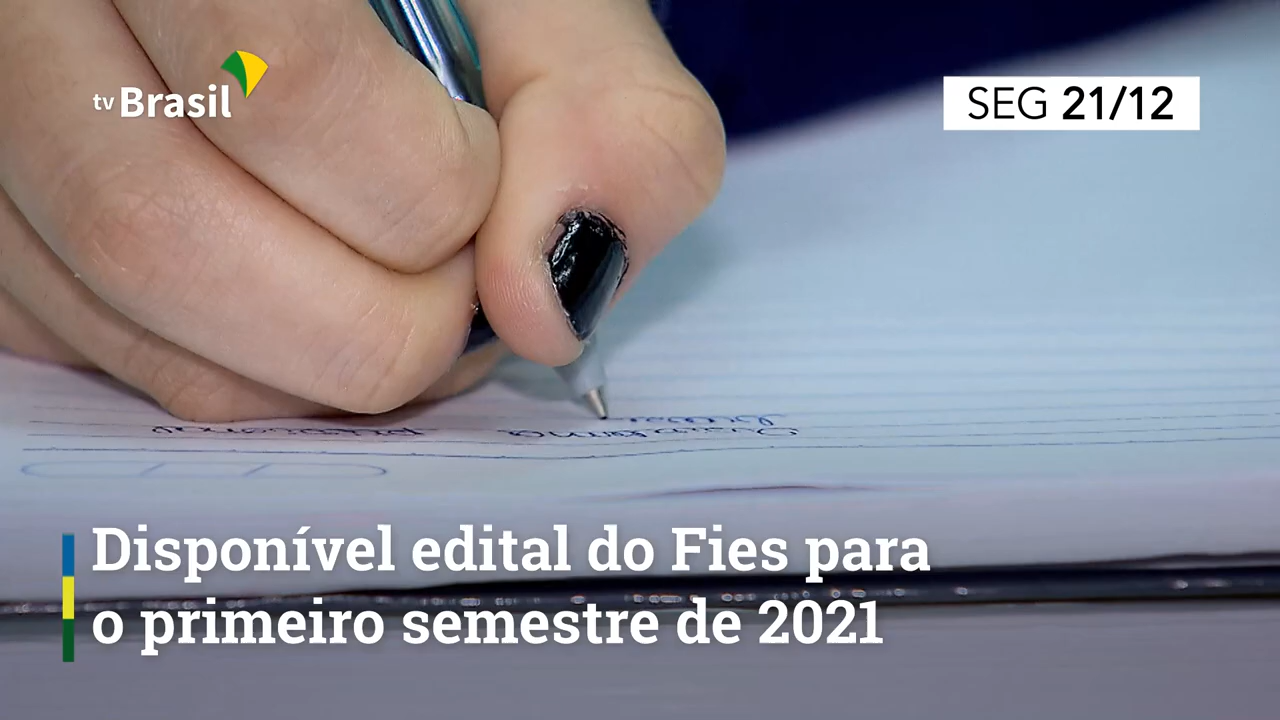 tv Brasil
SEG 21/12
Disponível edital do Fies para
o primeiro semestre de 2021